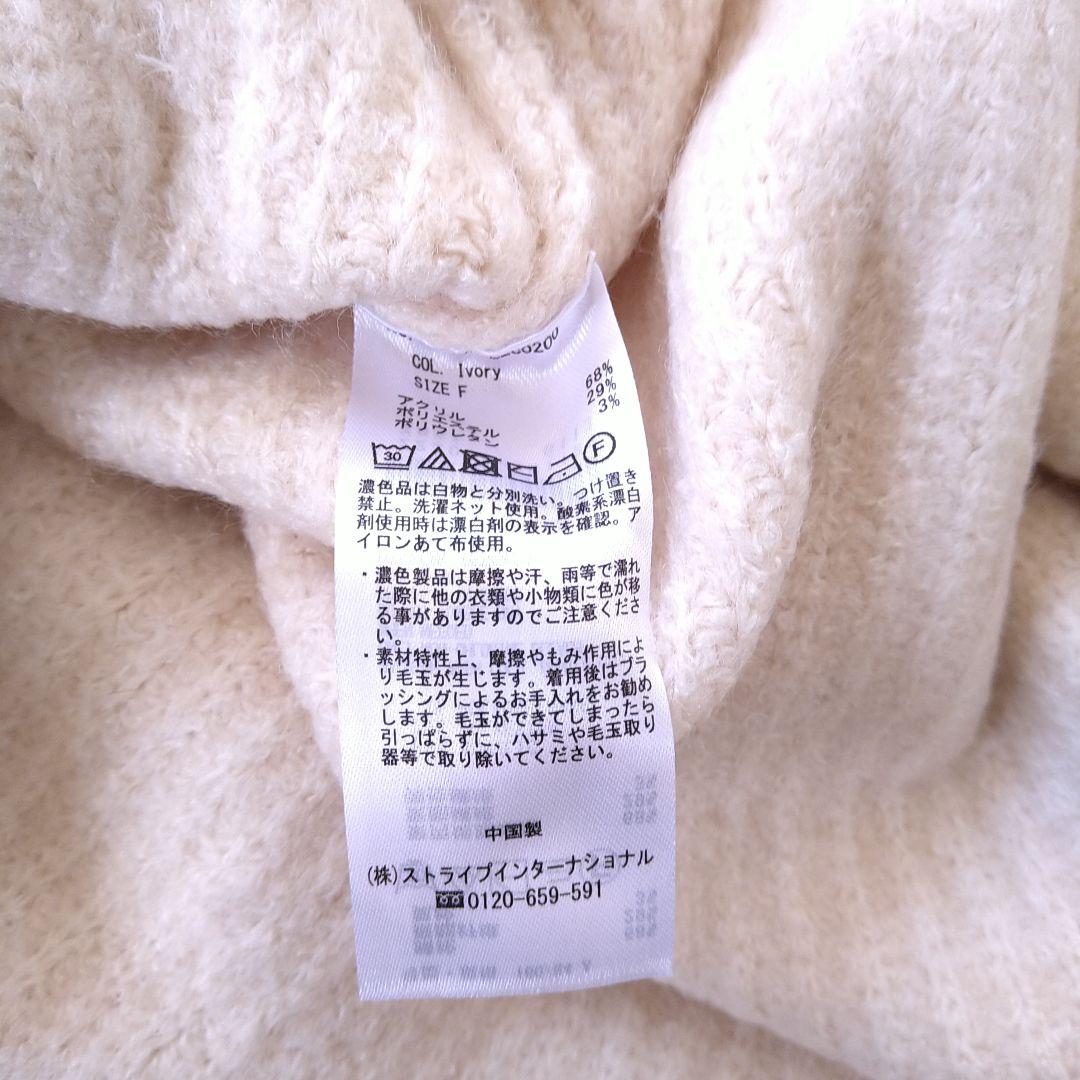 COL. Ivory
SIZE F
アクリル 68%
ポリエステル 29%
ポリウレタン 3%
30 F
濃色品は白物と分別洗い。つけ置き
禁止。洗濯ネット使用。酸素系漂白
剤使用時は漂白剤の表示を確認。ア
イロンあて布使用。
・濃色製品は摩擦や汗、雨等で濡れ
た際に他の衣類や小物類に色が移
る事がありますのでご注意くださ
い。
・素材特性上、摩擦やもみ作用によ
り毛玉が生じます。着用後はブラ
ッシングによるお手入れをお勧め
します。毛玉ができてしまったら
引っぱらずに、ハサミや毛玉取り
器等で取り除いてください。
中国製
(株)ストライプインターナショナル
0120-659-591